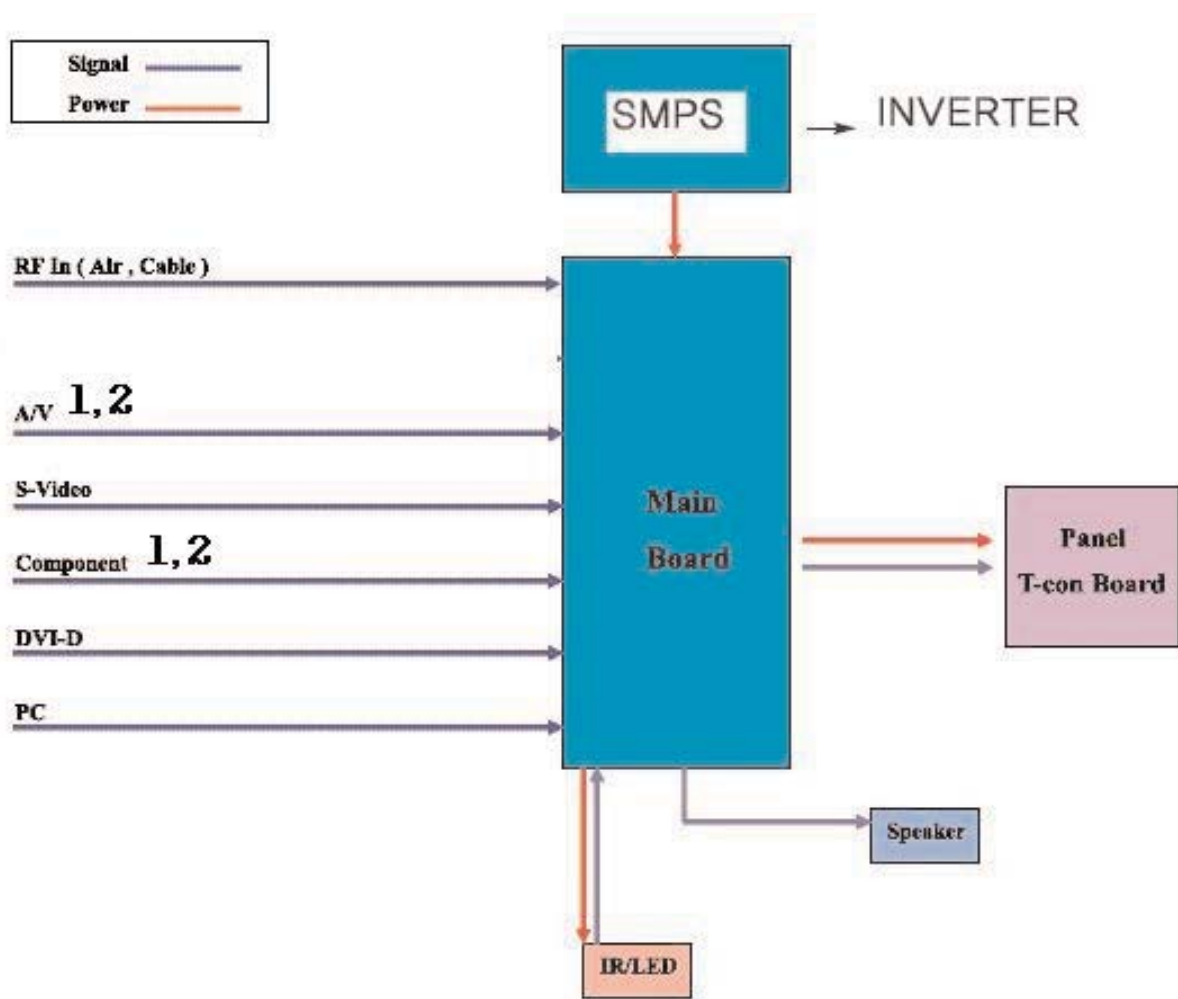 Signal
Power
SMPS
INVERTER
RF In ( Air , Cable )
A/V 1,2
S-Video
Component 1,2
DVI-D
PC
Main
Board
Panel
T-con Board
Speaker
IR/LED